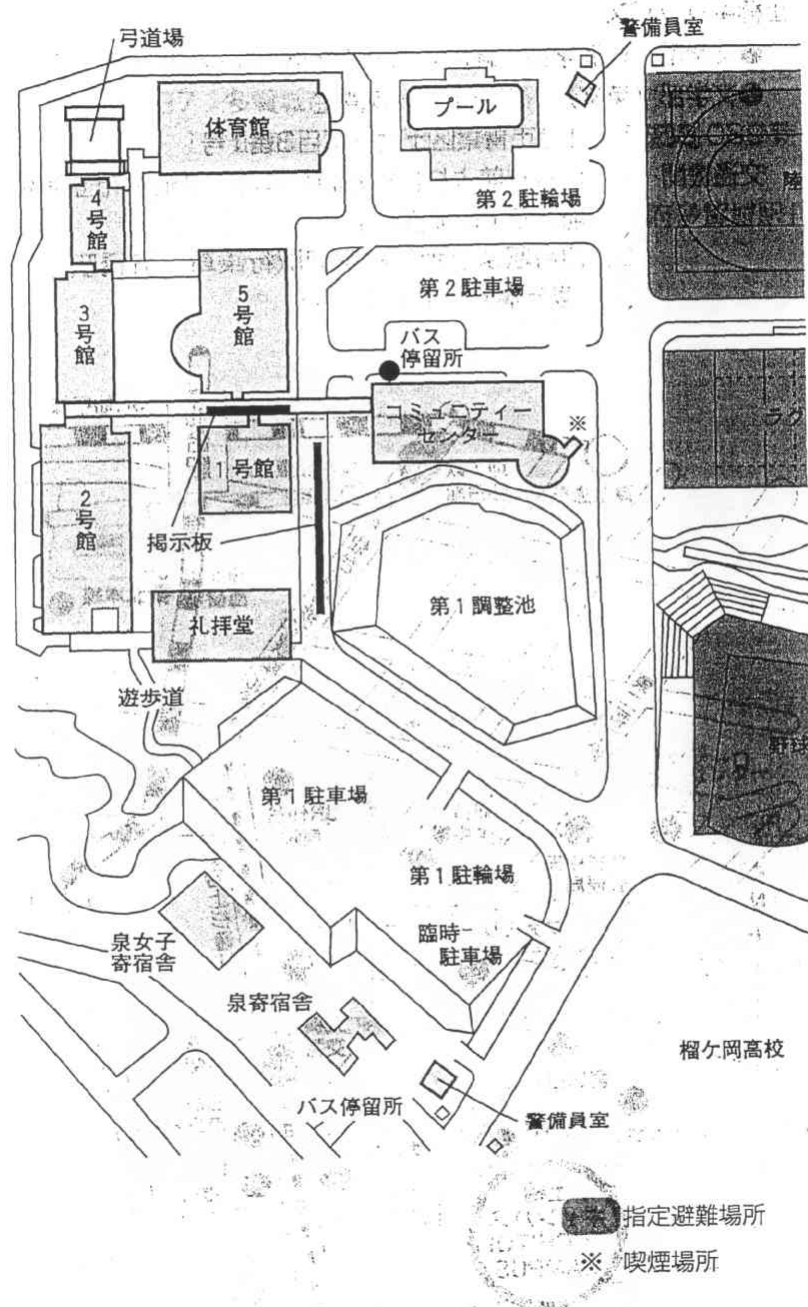 弓道場
警備員室
体育館
プール
4号館
第2駐輪場
5号館
第2駐車場
3号館
バス
停留所
コミュニティー
センター
※
1号館
2号館
掲示板
第1調整池
礼拝堂
遊歩道
第1駐車場
第1駐輪場
臨時
駐車場
泉女子
寄宿舎
泉寄宿舎
榴ケ岡高校
バス停留所
警備員室
指定避難場所
※ 喫煙場所